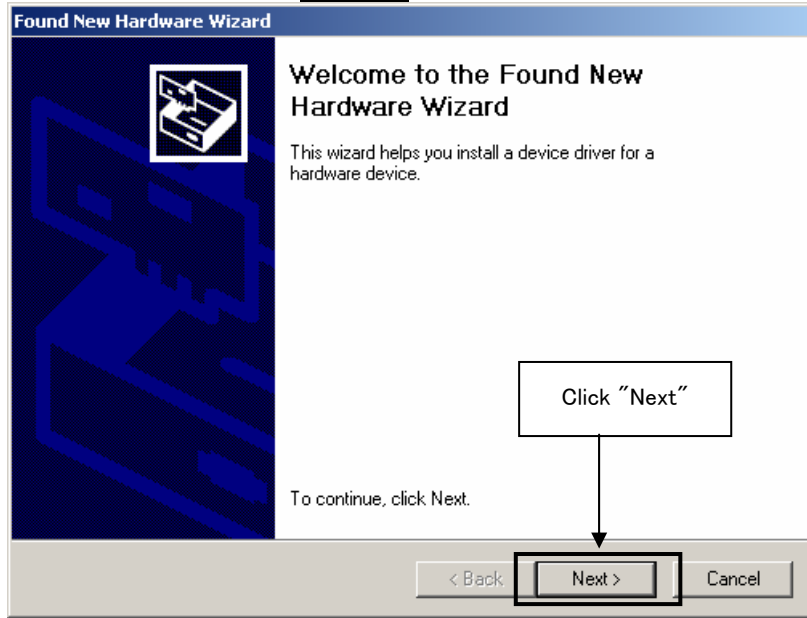 Found New Hardware Wizard
Welcome to the Found New
Hardware Wizard
This wizard helps you install a device driver for a
hardware device.
Click "Next"
To continue, click Next.
< Back
Next >
Cancel